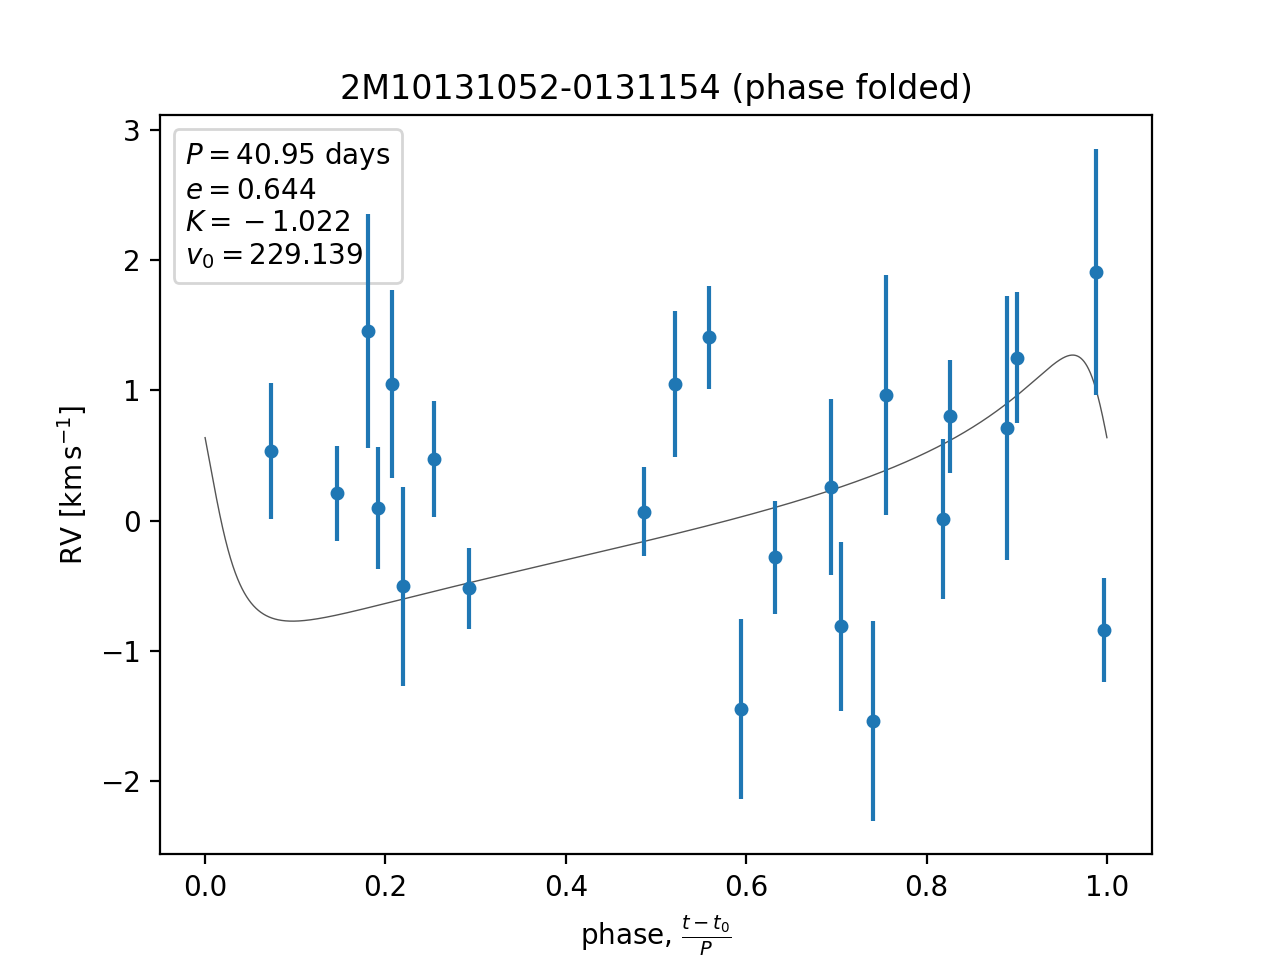 2M10131052-0131154 (phase folded)
P = 40.95 days
e = 0.644
K = −1.022
v₀ = 229.139
3
2
1
0
−1
−2
RV [km s⁻¹]
0.0 0.2 0.4 0.6 0.8 1.0
phase, (t − t₀)/P